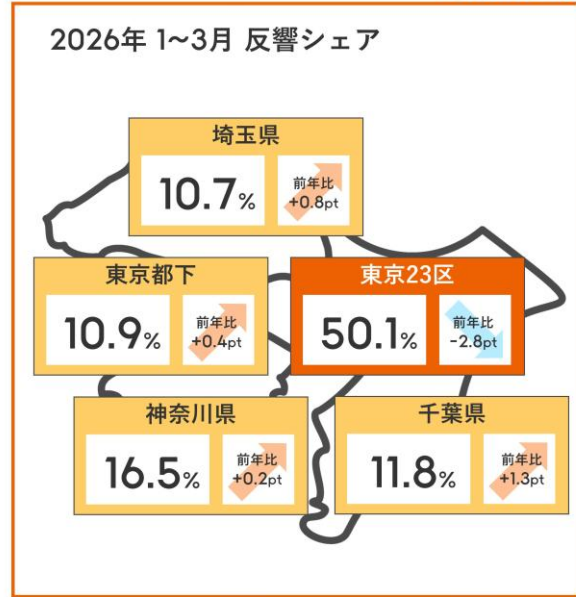 2026年 1~3月 反響シェア
埼玉県
10.7%
前年比
+0.8pt
東京都下
10.9%
前年比
+0.4pt
東京23区
50.1%
前年比
-2.8pt
神奈川県
16.5%
前年比
+0.2pt
千葉県
11.8%
前年比
+1.3pt